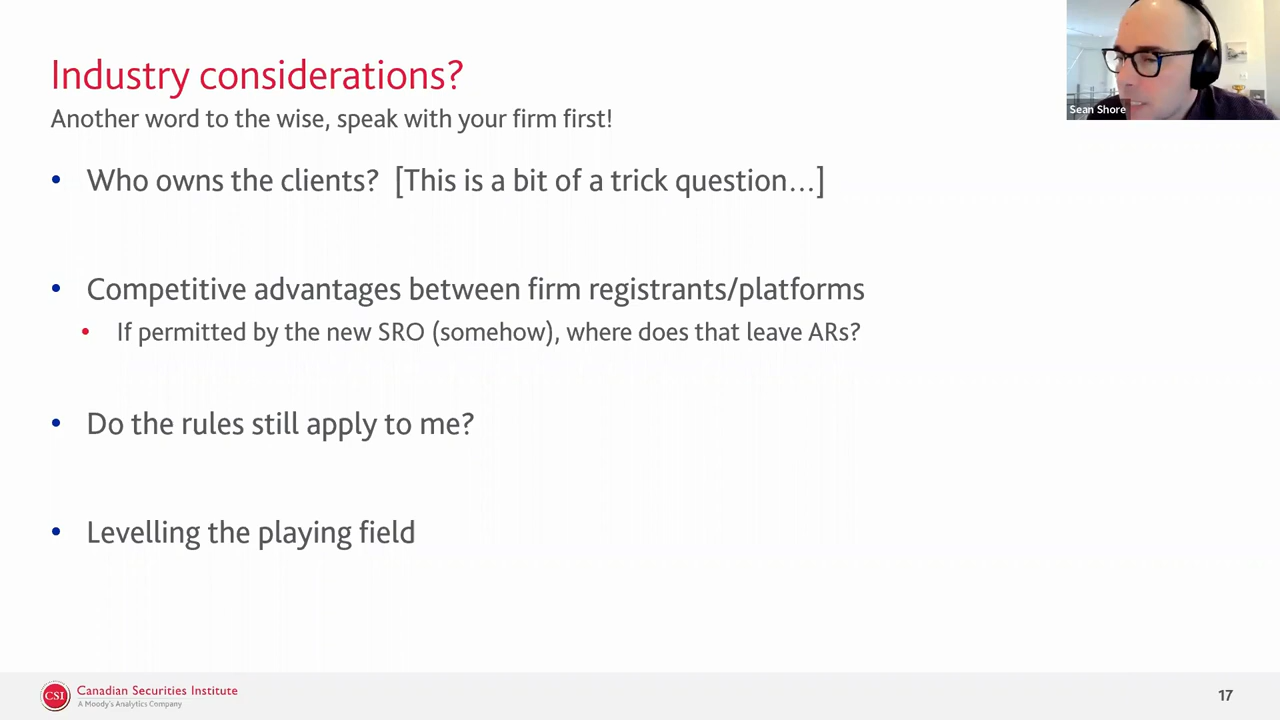 Industry considerations?
Another word to the wise, speak with your firm first!
Sean Shore
• Who owns the clients? [This is a bit of a trick question…]
• Competitive advantages between firm registrants/platforms
• If permitted by the new SRO (somehow), where does that leave ARs?
• Do the rules still apply to me?
• Levelling the playing field
CSI
Canadian Securities Institute
A Moody's Analytics Company
17